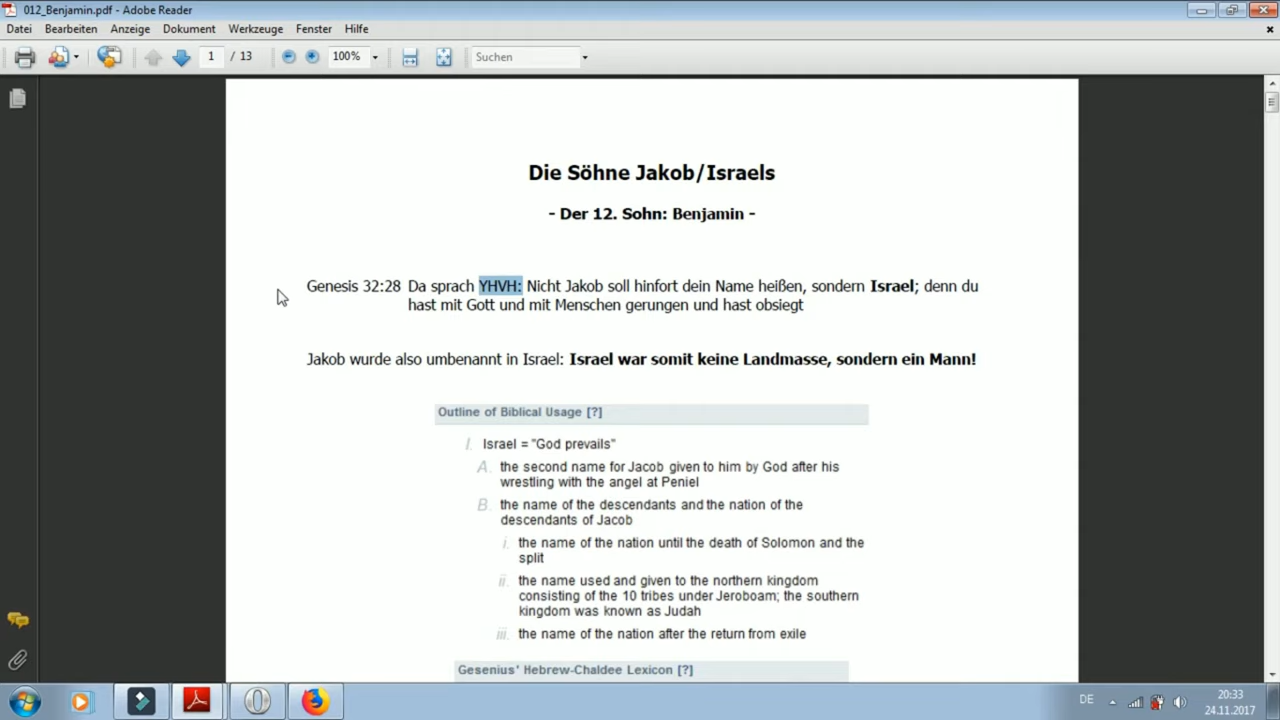 012_Benjamin.pdf - Adobe Reader
Datei Bearbeiten Anzeige Dokument Werkzeuge Fenster Hilfe
1 / 13 100% Suchen
Die Söhne Jakob/Israels
- Der 12. Sohn: Benjamin -
Genesis 32:28 Da sprach YHVH: Nicht Jakob soll hinfort dein Name heißen, sondern Israel; denn du
hast mit Gott und mit Menschen gerungen und hast obsiegt
Jakob wurde also umbenannt in Israel: Israel war somit keine Landmasse, sondern ein Mann!
Outline of Biblical Usage [?]
I. Israel = "God prevails"
A. the second name for Jacob given to him by God after his
wrestling with the angel at Peniel
B. the name of the descendants and the nation of the
descendants of Jacob
i. the name of the nation until the death of Solomon and the
split
ii. the name used and given to the northern kingdom
consisting of the 10 tribes under Jeroboam; the southern
kingdom was known as Judah
iii. the name of the nation after the return from exile
Gesenius' Hebrew-Chaldee Lexicon [?]
DE 20:33
24.11.2017